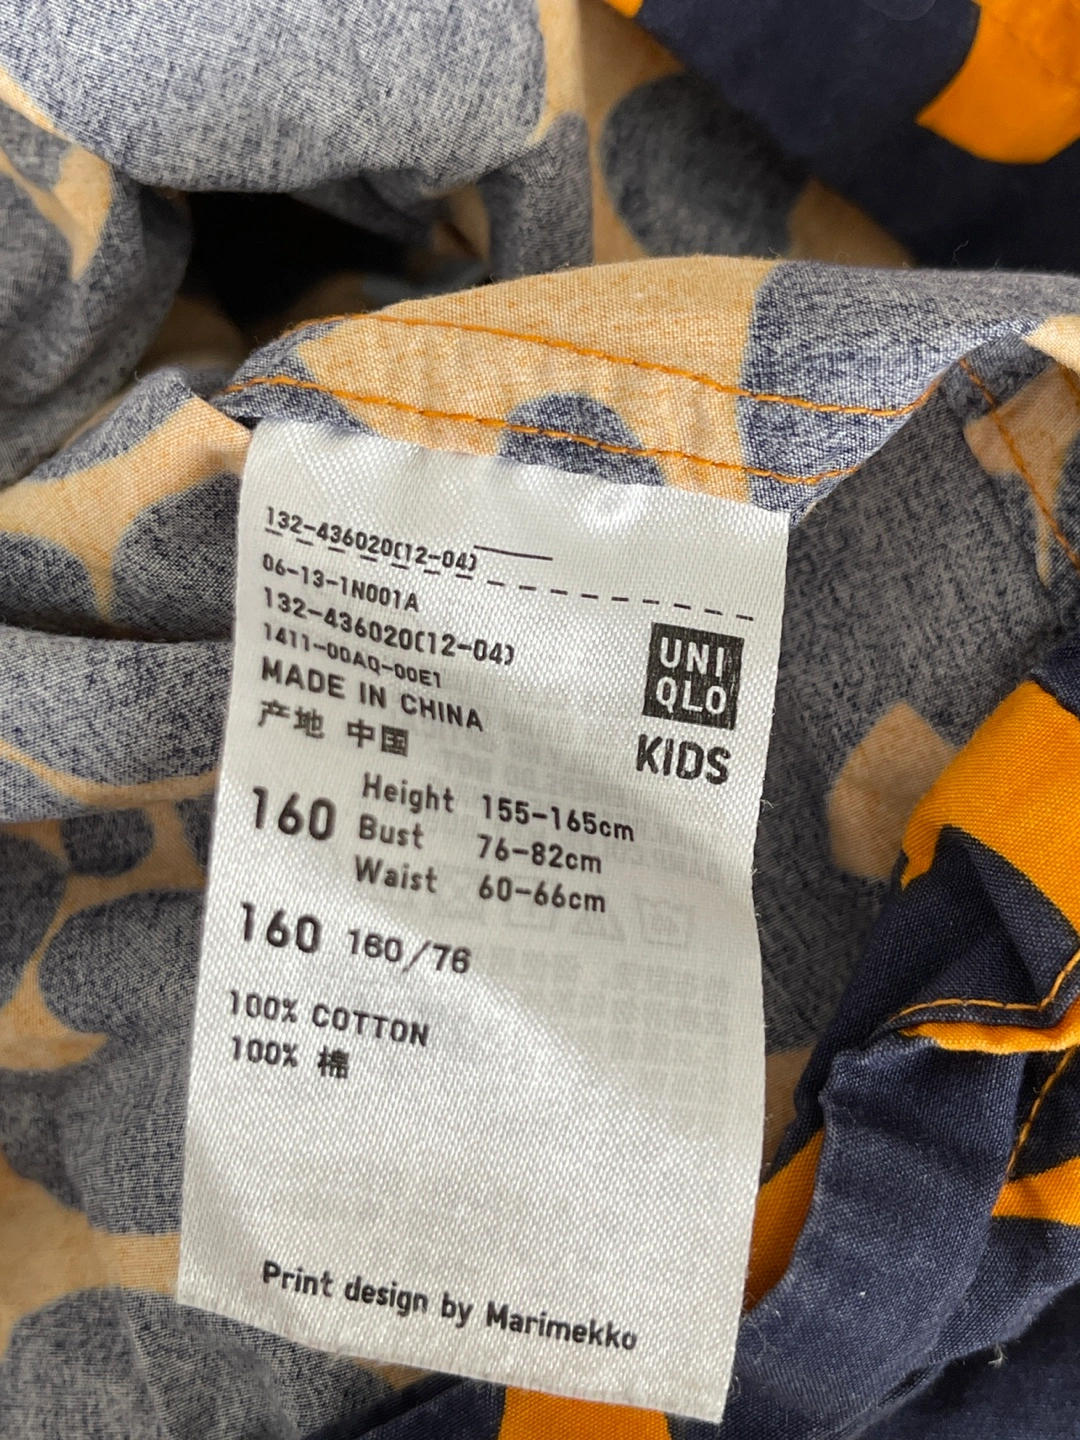 132-436020(12-04)
06-13-1N001A
132-436020(12-04)
1411-00AQ-00E1
MADE IN CHINA
产地 中国
UNI
QLO
KIDS
160
Height 155-165cm
Bust 76-82cm
Waist 60-66cm
160 160/76
100% COTTON
100% 棉
Print design by Marimekko